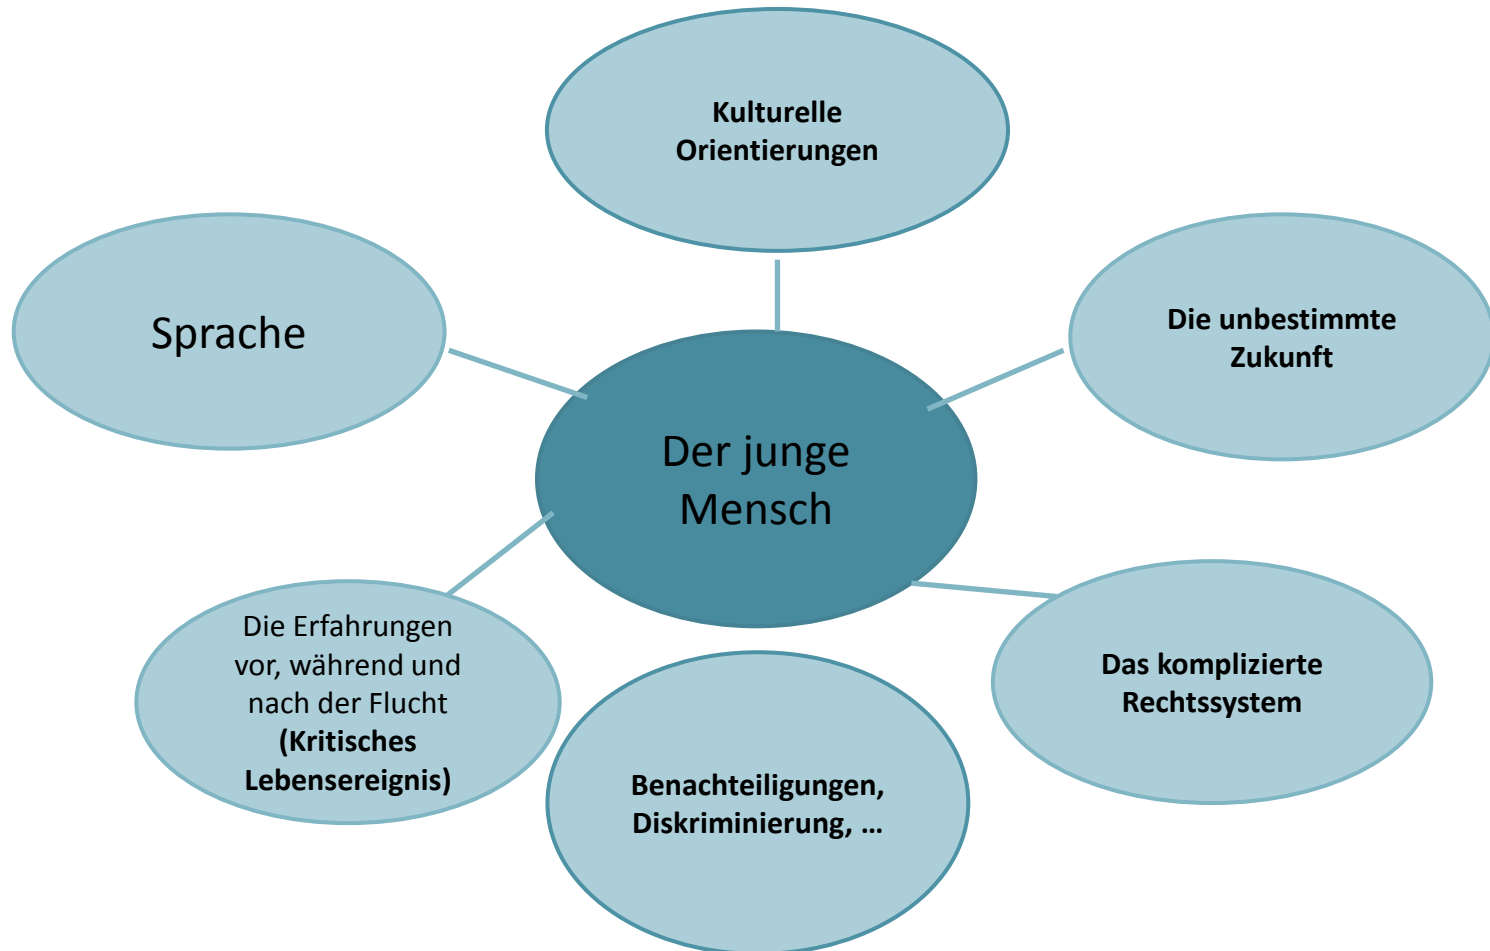 Kulturelle
Orientierungen
Sprache
Die unbestimmte
Zukunft
Der junge
Mensch
Die Erfahrungen
vor, während und
nach der Flucht
(Kritisches
Lebensereignis)
Das komplizierte
Rechtssystem
Benachteiligungen,
Diskriminierung, …